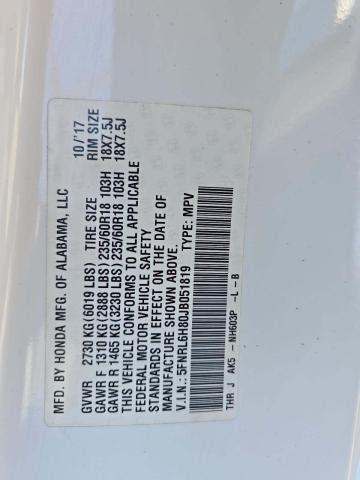 MFD. BY HONDA MFG. OF ALABAMA, LLC 10/'17
GVWR 2730 KG(6019 LBS) TIRE SIZE RIM SIZE
GAWR F 1310 KG(2888 LBS)235/60R18 103H 18X7.5J
GAWR R 1465 KG(3230 LBS)235/60R18 103H 18X7.5J
THIS VEHICLE CONFORMS TO ALL APPLICABLE
FEDERAL MOTOR VEHICLE SAFETY
STANDARDS IN EFFECT ON THE DATE OF
MANUFACTURE SHOWN ABOVE.
V.I.N.: 5FNRL6H80JB051819 TYPE: MPV
THR J AK5 - NH603P -L-B